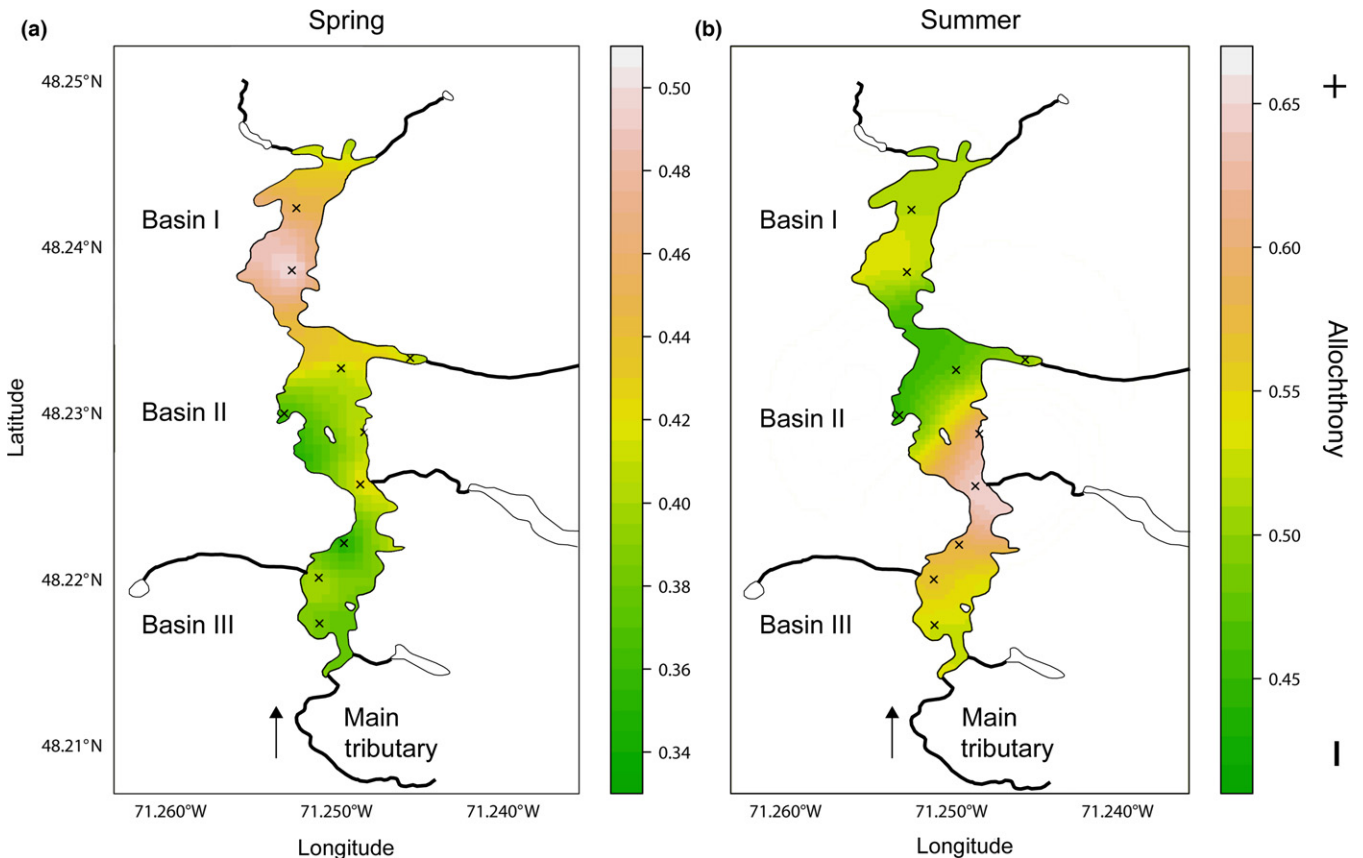 (a)
Spring
48.25°N
48.24°N
48.23°N
48.22°N
48.21°N
Latitude
Basin I
Basin II
Basin III
Main
tributary
71.260°W
71.250°W
71.240°W
Longitude
0.50
0.48
0.46
0.44
0.42
0.40
0.38
0.36
0.34
(b)
Summer
Basin I
Basin II
Basin III
Main
tributary
71.260°W
71.250°W
71.240°W
Longitude
0.65
0.60
0.55
0.50
0.45
+
Allochthony
−